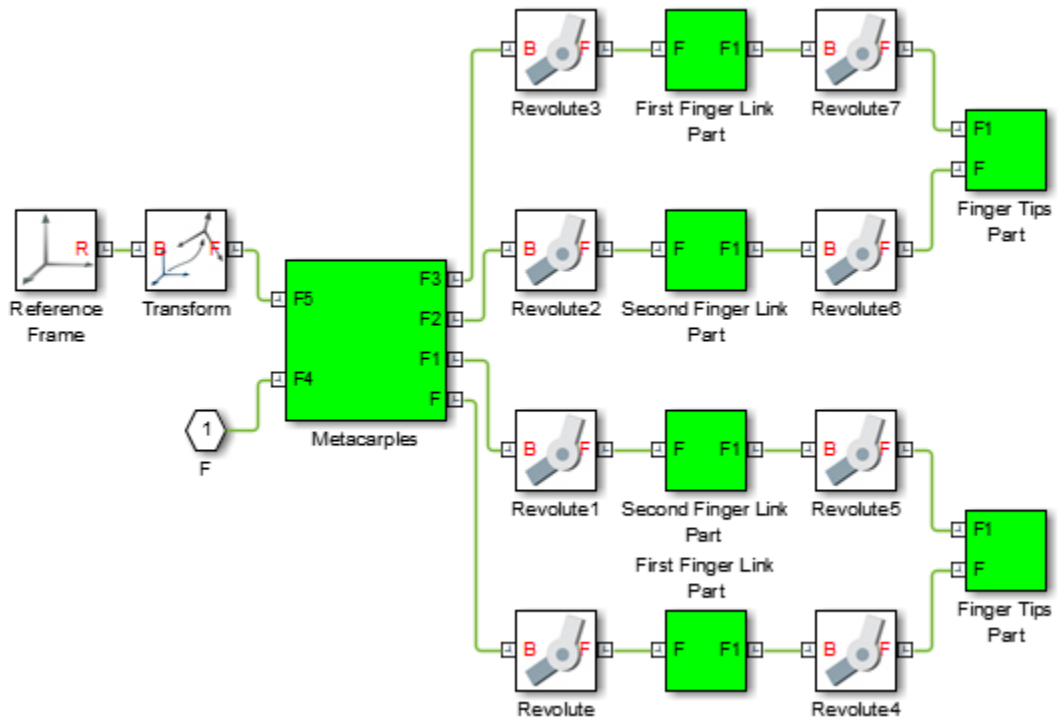 B F
F F1
B F
Revolute3
First Finger Link
Part
Revolute7
F1
F
Finger Tips
Part
R
B F
Reference
Frame
Transform
B F
F F1
B F
Revolute2
Second Finger Link
Part
Revolute6
F5
F4
F3
F2
F1
F
Metacarples
1
F
B F
F F1
B F
Revolute1
Second Finger Link
Part
Revolute5
F1
F
Finger Tips
Part
First Finger Link
Part
B F
F F1
B F
Revolute
Revolute4